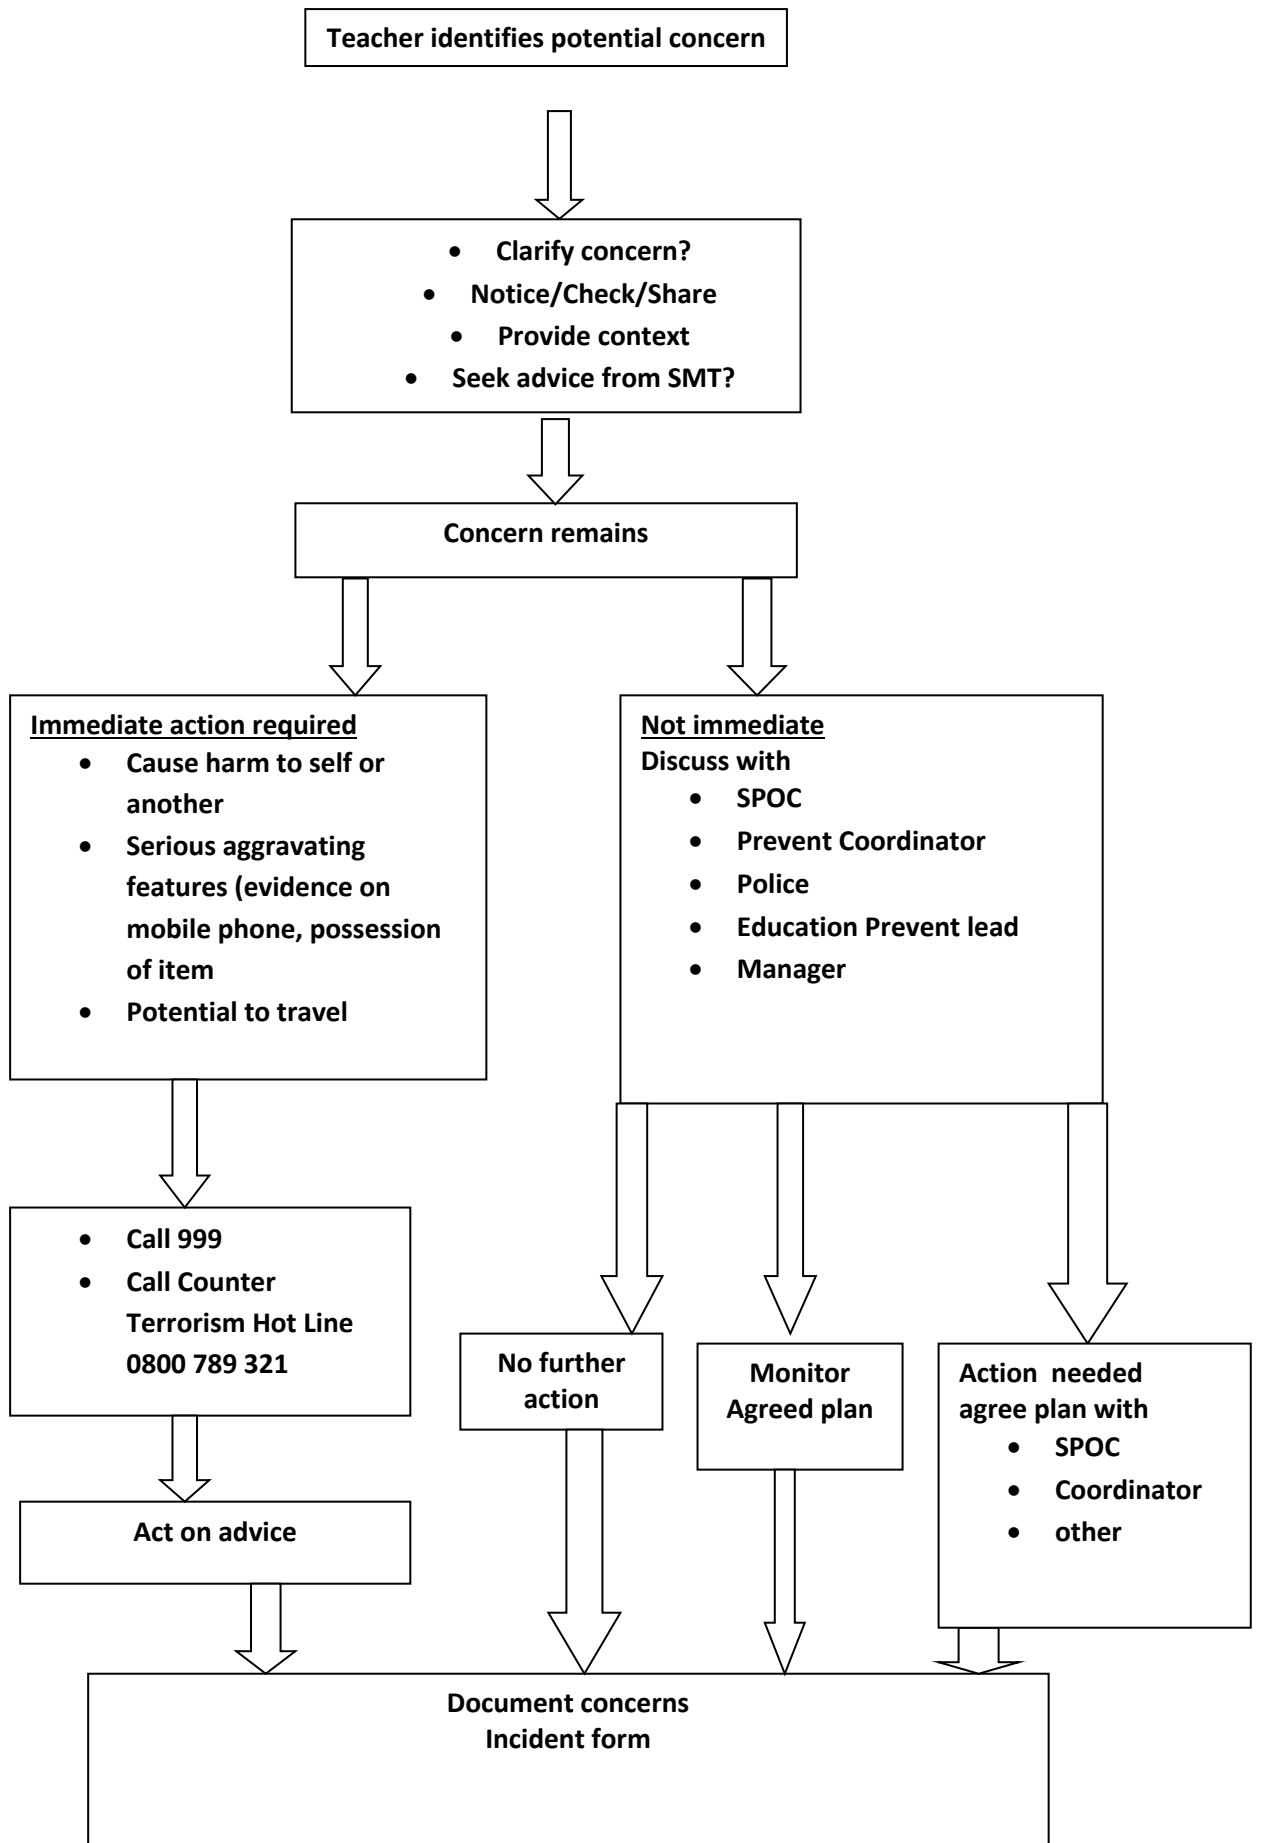 Teacher identifies potential concern
• Clarify concern?
• Notice/Check/Share
• Provide context
• Seek advice from SMT?
Concern remains
Immediate action required
• Cause harm to self or
another
• Serious aggravating
features (evidence on
mobile phone, possession
of item
• Potential to travel
Not immediate
Discuss with
• SPOC
• Prevent Coordinator
• Police
• Education Prevent lead
• Manager
• Call 999
• Call Counter
Terrorism Hot Line
0800 789 321
No further
action
Monitor
Agreed plan
Action needed
agree plan with
• SPOC
• Coordinator
• other
Act on advice
Document concerns
Incident form